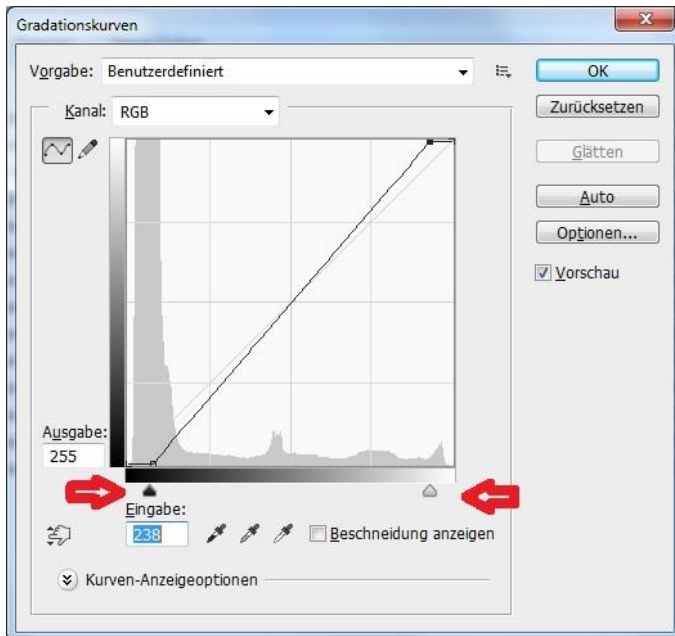 Gradationskurven
Vorgabe: Benutzerdefiniert
OK
Kanal: RGB
Zurücksetzen
Glätten
Auto
Optionen...
Vorschau
Ausgabe:
255
Eingabe:
238
Beschneidung anzeigen
Kurven-Anzeigeoptionen